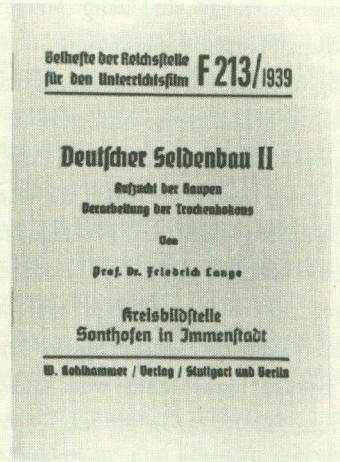 Beihefte der Reichsstelle
für den Unterrichtsfilm F 213/1939
Deutscher Seidenbau II
Aufzucht der Raupen
Verarbeitung der Trockenkokons
Von
Prof. Dr. Friedrich Lange
Kreisbildstelle
Sonthofen in Immenstadt
W. Kohlhammer / Verlag / Stuttgart und Berlin